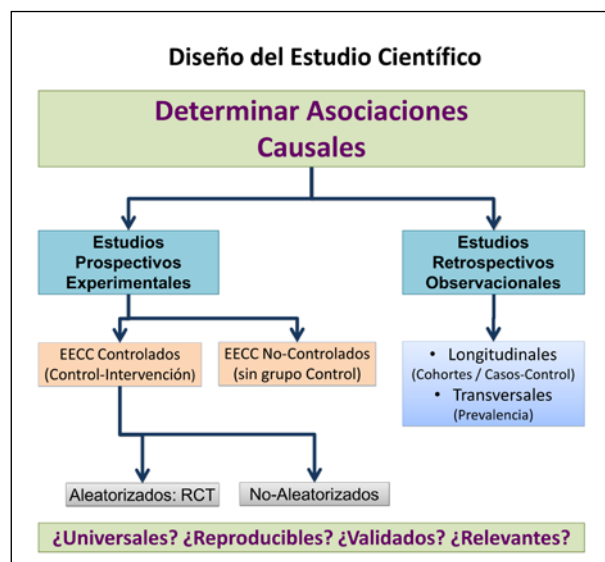 Diseño del Estudio Científico
Determinar Asociaciones
Causales
Estudios
Prospectivos
Experimentales
Estudios
Retrospectivos
Observacionales
EECC Controlados
(Control-Intervención)
EECC No-Controlados
(sin grupo Control)
• Longitudinales
(Cohortes / Casos-Control)
• Transversales
(Prevalencia)
Aleatorizados: RCT
No-Aleatorizados
¿Universales? ¿Reproducibles? ¿Validados? ¿Relevantes?